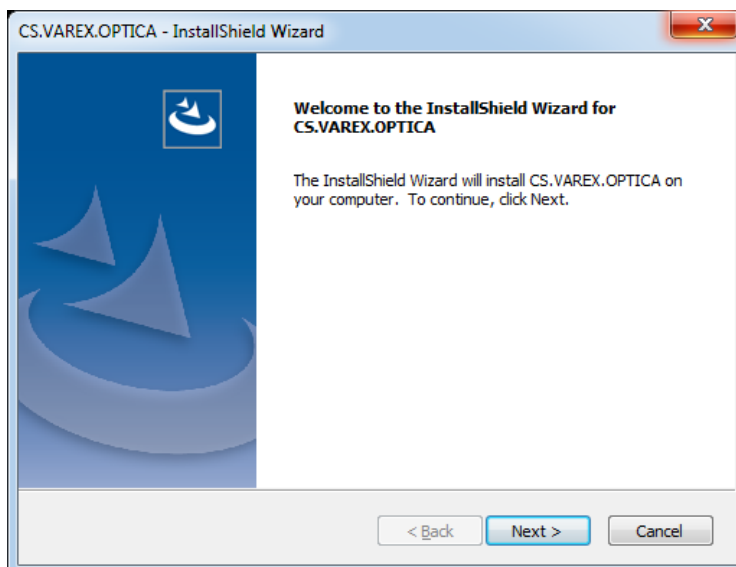 CS.VAREX.OPTICA - InstallShield Wizard
Welcome to the InstallShield Wizard for
CS.VAREX.OPTICA
The InstallShield Wizard will install CS.VAREX.OPTICA on
your computer. To continue, click Next.
< Back Next > Cancel